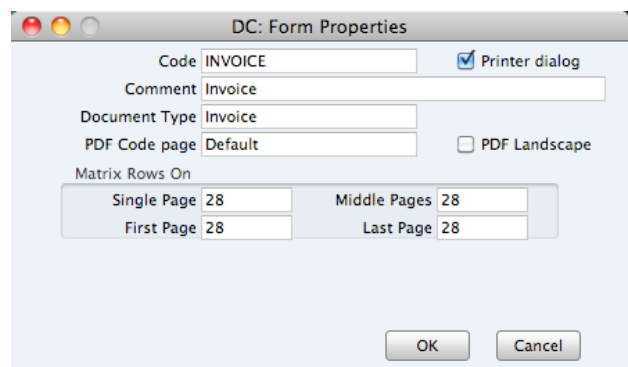 DC: Form Properties
Code INVOICE Printer dialog
Comment Invoice
Document Type Invoice
PDF Code page Default PDF Landscape
Matrix Rows On
Single Page 28 Middle Pages 28
First Page 28 Last Page 28
OK Cancel